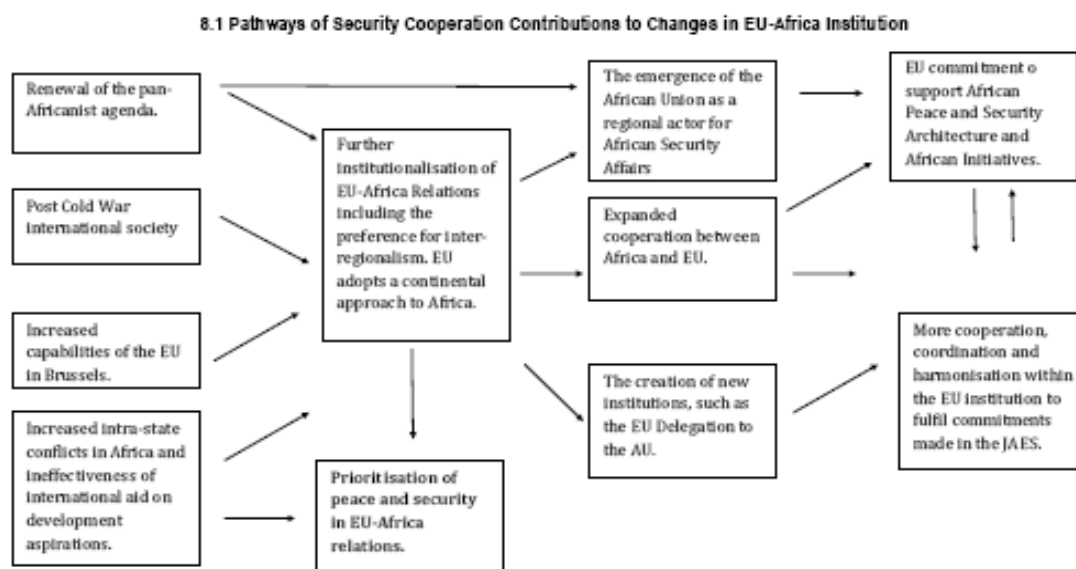 8.1 Pathways of Security Cooperation Contributions to Changes in EU-Africa Institution
Renewal of the pan-
Africanist agenda.
Post Cold War
international society
Increased
capabilities of the EU
in Brussels.
Increased intra-state
conflicts in Africa and
ineffectiveness of
international aid on
development
aspirations.
Further
institutionalisation of
EU-Africa Relations
including the
preference for inter-
regionalism. EU
adopts a continental
approach to Africa.
Prioritisation of
peace and security
in EU-Africa
relations.
The emergence of the
African Union as a
regional actor for
African Security
Affairs
Expanded
cooperation between
Africa and EU.
The creation of new
institutions, such as
the EU Delegation to
the AU.
EU commitment o
support African
Peace and Security
Architecture and
African Initiatives.
More cooperation,
coordination and
harmonisation within
the EU institution to
fulfil commitments
made in the JAES.